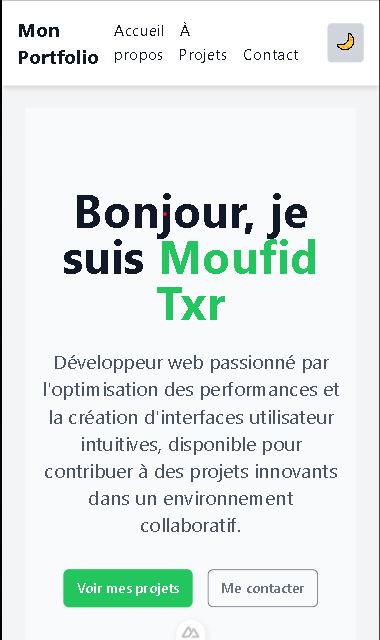 Mon
Portfolio
Accueil À
propos Projets Contact
Bonjour, je
suis Moufid
Txr
Développeur web passionné par
l'optimisation des performances et
la création d'interfaces utilisateur
intuitives, disponible pour
contribuer à des projets innovants
dans un environnement
collaboratif.
Voir mes projets
Me contacter